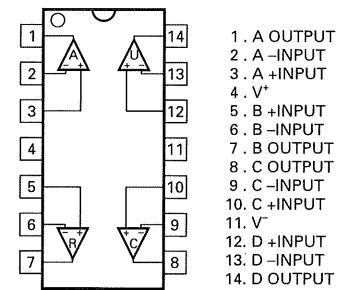 1
2
3
4
5
6
7
14
13
12
11
10
9
8
A
U
R
C
- +
- +
- +
+ -
1 . A OUTPUT
2 . A –INPUT
3 . A +INPUT
4 . V⁺
5 . B +INPUT
6 . B –INPUT
7 . B OUTPUT
8 . C OUTPUT
9 . C –INPUT
10. C +INPUT
11. V⁻
12. D +INPUT
13. D –INPUT
14. D OUTPUT